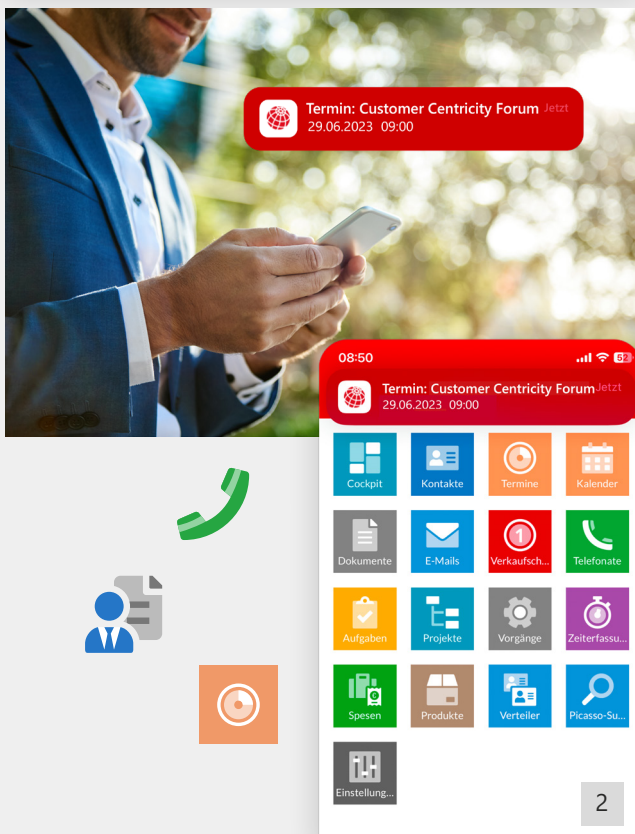 Termin: Customer Centricity Forum Jetzt
29.06.2023 09:00
08:50
52
Termin: Customer Centricity Forum Jetzt
29.06.2023 09:00
Cockpit
Kontakte
Termine
Kalender
Dokumente
E-Mails
Verkaufsch...
Telefonate
Aufgaben
Projekte
Vorgänge
Zeiterfassu...
Spesen
Produkte
Verteiler
Picasso-Su...
Einstellung...
2